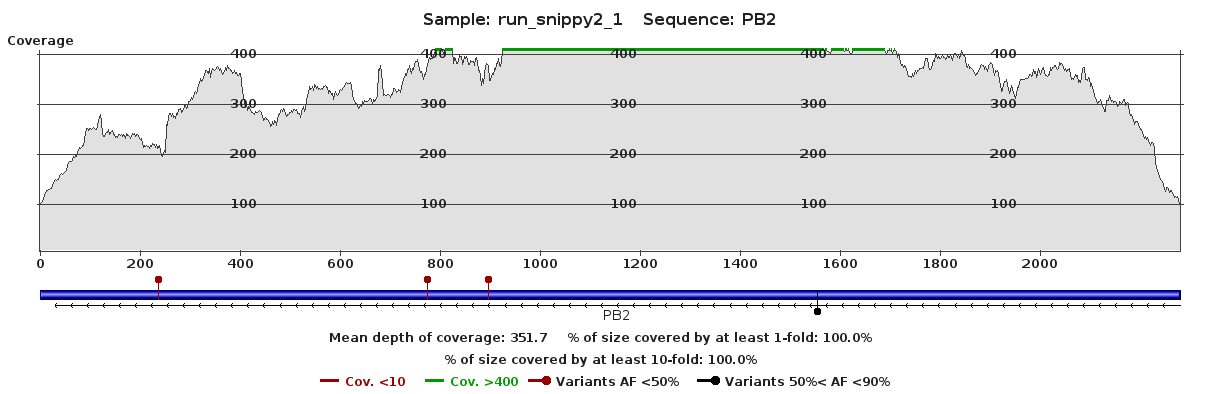 Sample: run_snippy2_1   Sequence: PB2
Coverage
400 400 400 400 400
300 300 300 300 300
200 200 200 200 200
100 100 100 100 100
0 200 400 600 800 1000 1200 1400 1600 1800 2000
PB2
Mean depth of coverage: 351.7    % of size covered by at least 1-fold: 100.0%
% of size covered by at least 10-fold: 100.0%
Cov. <10 Cov. >400 Variants AF <50% Variants 50%< AF <90%